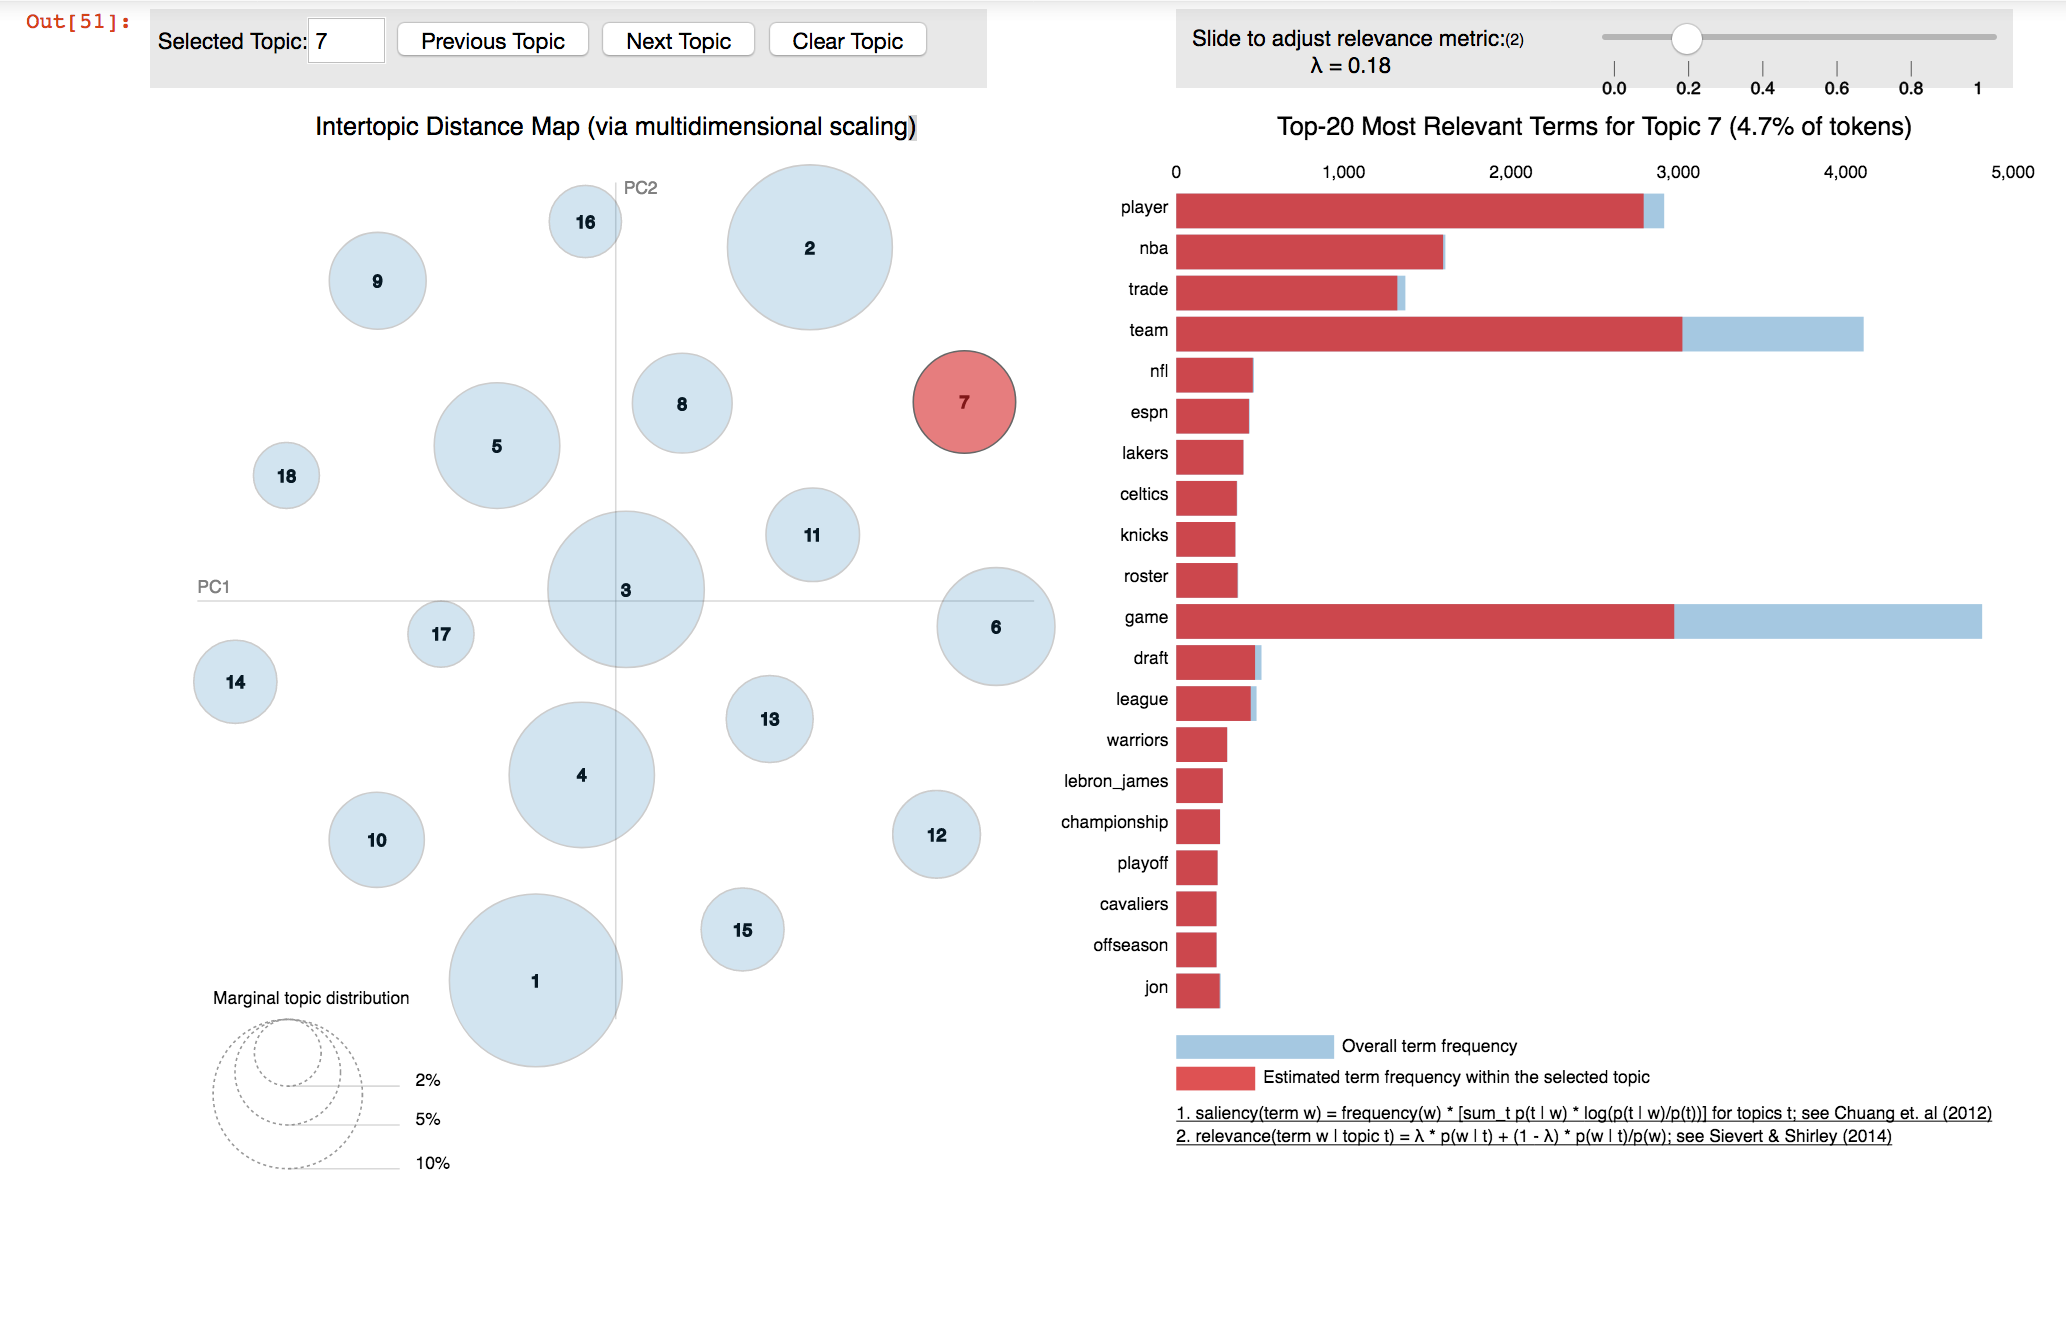 Out[51]:
Selected Topic: 7 Previous Topic Next Topic Clear Topic
Slide to adjust relevance metric:(2)
λ = 0.18
0.0 0.2 0.4 0.6 0.8 1
Intertopic Distance Map (via multidimensional scaling)
PC2
PC1
16
2
9
7
8
5
18
11
3
6
17
14
13
4
12
10
15
1
Marginal topic distribution
2%
5%
10%
Top-20 Most Relevant Terms for Topic 7 (4.7% of tokens)
0 1,000 2,000 3,000 4,000 5,000
player
nba
trade
team
nfl
espn
lakers
celtics
knicks
roster
game
draft
league
warriors
lebron_james
championship
playoff
cavaliers
offseason
jon
Overall term frequency
Estimated term frequency within the selected topic
1. saliency(term w) = frequency(w) * [sum_t p(t | w) * log(p(t | w)/p(t))] for topics t; see Chuang et. al (2012)
2. relevance(term w | topic t) = λ * p(w | t) + (1 - λ) * p(w | t)/p(w); see Sievert & Shirley (2014)